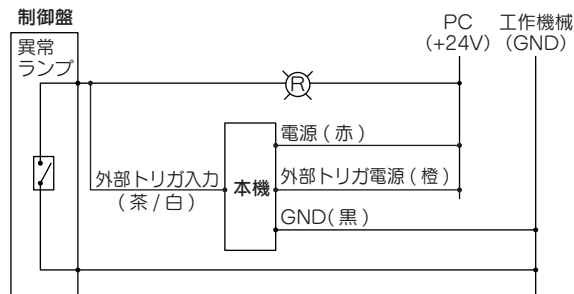 制御盤
異常
ランプ
R
PC
(+24V)
工作機械
(GND)
電源 ( 赤 )
外部トリガ入力
( 茶 / 白 )
本機
外部トリガ電源 ( 橙 )
GND( 黒 )